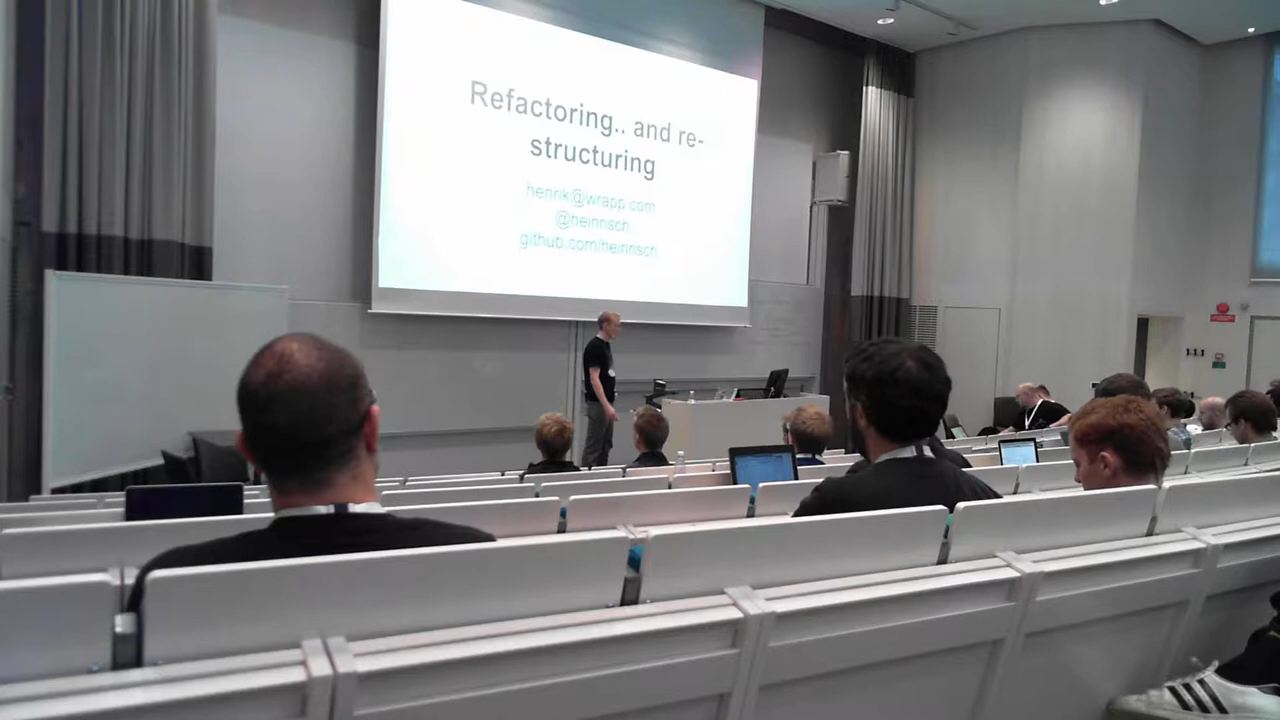 Refactoring.. and re-
structuring
henrik@wrapp.com
@heinrisch
github.com/heinrisch